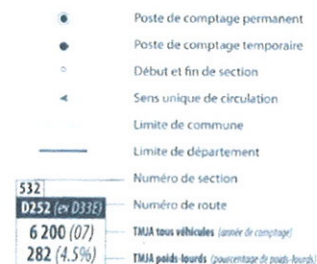 Poste de comptage permanent
Poste de comptage temporaire
Début et fin de section
Sens unique de circulation
Limite de commune
Limite de département
532 Numéro de section
D252 (ex D33E) Numéro de route
6 200 (07) TMJA tous véhicules (année de comptage)
282 (4.5%) TMJA poids-lourds (pourcentage de poids-lourds)